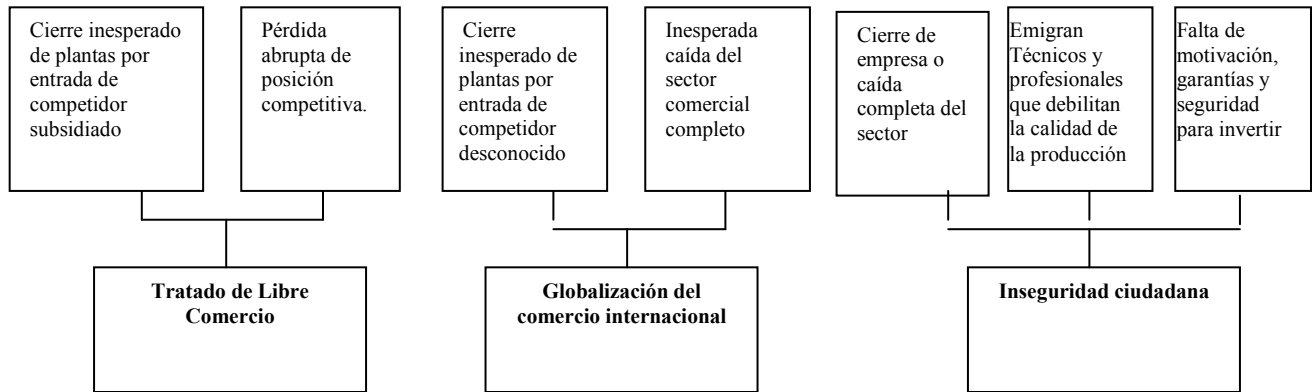 Cierre inesperado
de plantas por
entrada de
competidor
subsidiado
Pérdida
abrupta de
posición
competitiva.
Cierre
inesperado de
plantas por
entrada de
competidor
desconocido
Inesperada
caída del
sector
comercial
completo
Cierre de
empresa o
caída
completa del
sector
Emigran
Técnicos y
profesionales
que debilitan
la calidad de
la producción
Falta de
motivación,
garantías y
seguridad
para invertir
Tratado de Libre
Comercio
Globalización del
comercio internacional
Inseguridad ciudadana